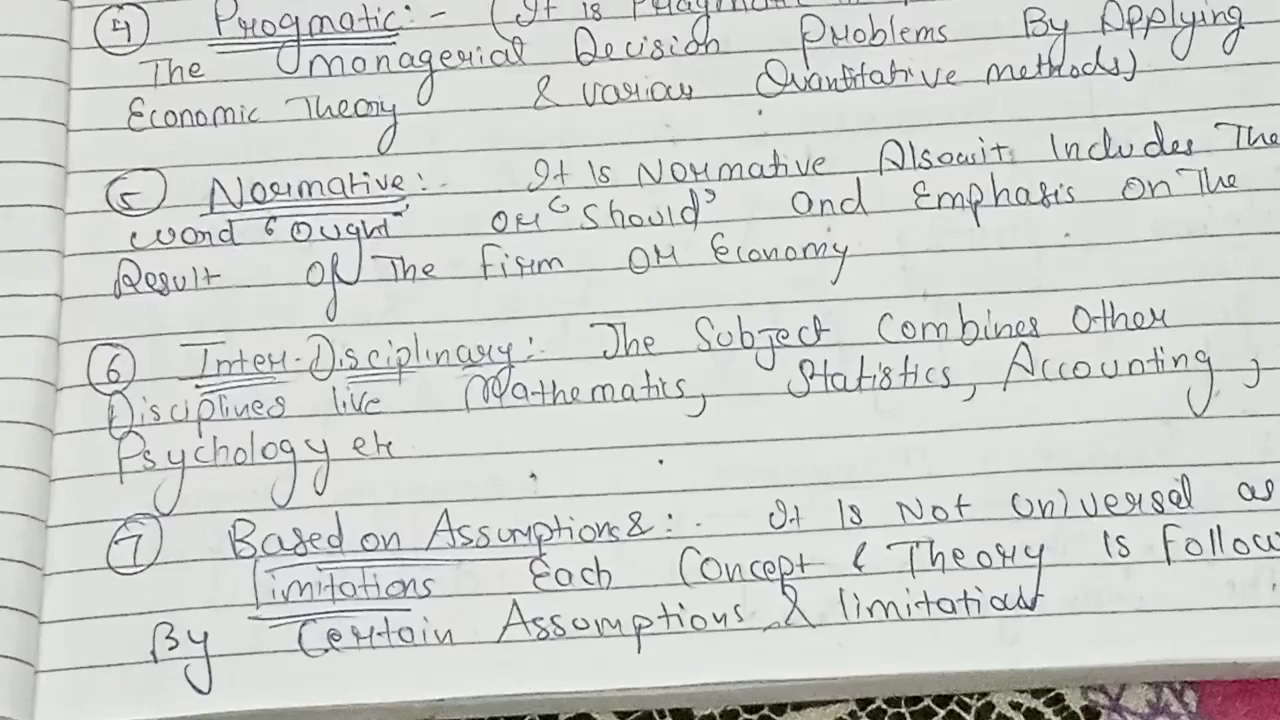 ④ Progmatic:- (It is Pragmatic
The managerial Decision Problems By Applying
Economic Theory & various Quantitative methods)
⑤ Normative:- It Is Normative Also it Includes The
word "Ought" OR "Should" and Emphasis on The
Result Of The firm OR Economy
⑥ Inter-Disciplinary:- The Subject Combines Other
Disciplines live Mathematics, Statistics, Accounting,
Psychology etc
⑦ Based on Assumptions &:- It Is Not Universal as
limitations Each Concept & Theory Is Follow
By Certain Assumptions & limitations